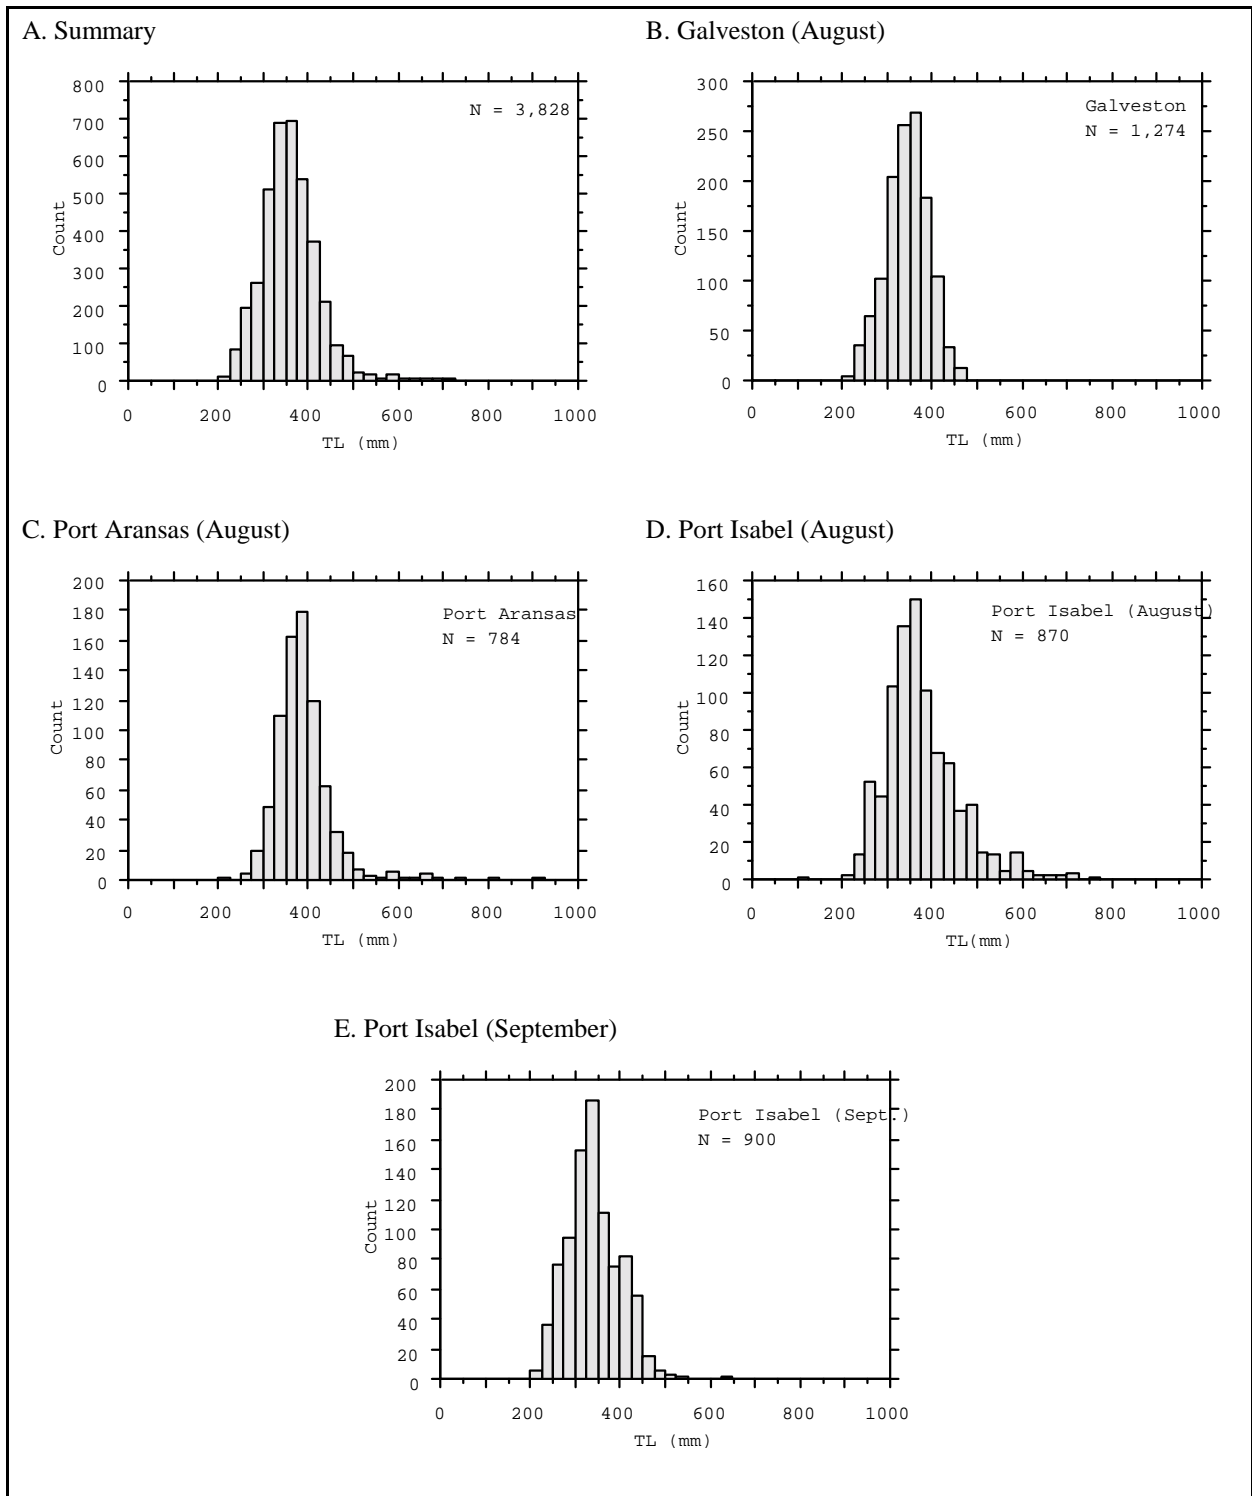 A. Summary
N = 3,828
800
700
600
500
400
300
200
100
0
Count
0 200 400 600 800 1000
TL (mm)
B. Galveston (August)
Galveston
N = 1,274
300
250
200
150
100
50
0
Count
0 200 400 600 800 1000
TL (mm)
C. Port Aransas (August)
Port Aransas
N = 784
200
180
160
140
120
100
80
60
40
20
0
Count
0 200 400 600 800 1000
TL (mm)
D. Port Isabel (August)
Port Isabel (August)
N = 870
160
140
120
100
80
60
40
20
0
Count
0 200 400 600 800 1000
TL(mm)
E. Port Isabel (September)
Port Isabel (Sept.)
N = 900
200
180
160
140
120
100
80
60
40
20
0
Count
0 200 400 600 800 1000
TL (mm)